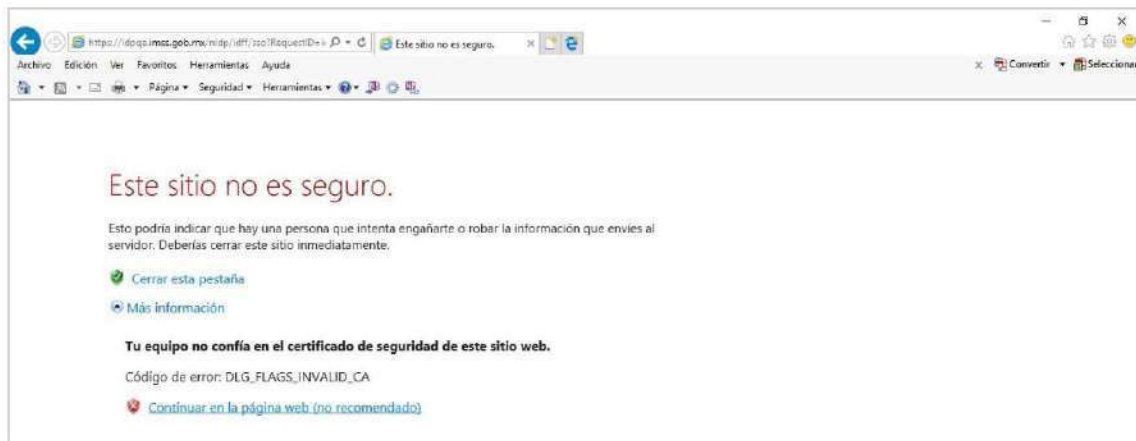 https://idpqa.imss.gob.mx/nidp/idff/sso?RequestID=
Este sitio no es seguro.
Archivo Edición Ver Favoritos Herramientas Ayuda
Convertir Seleccionar
Página Seguridad Herramientas
Este sitio no es seguro.
Esto podría indicar que hay una persona que intenta engañarte o robar la información que envíes al
servidor. Deberías cerrar este sitio inmediatamente.
Cerrar esta pestaña
Más información
Tu equipo no confía en el certificado de seguridad de este sitio web.
Código de error: DLG_FLAGS_INVALID_CA
Continuar en la página web (no recomendado)